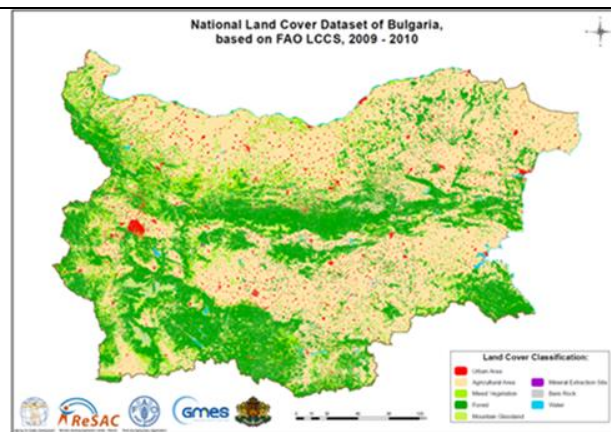 National Land Cover Dataset of Bulgaria,
based on FAO LCCS, 2009 - 2010
Land Cover Classification:
Urban Area
Agricultural Area
Mixed Vegetation
Forest
Mountain Grassland
Mineral Extraction Site
Bare Rock
Water
ReSAC
FAO
GMES